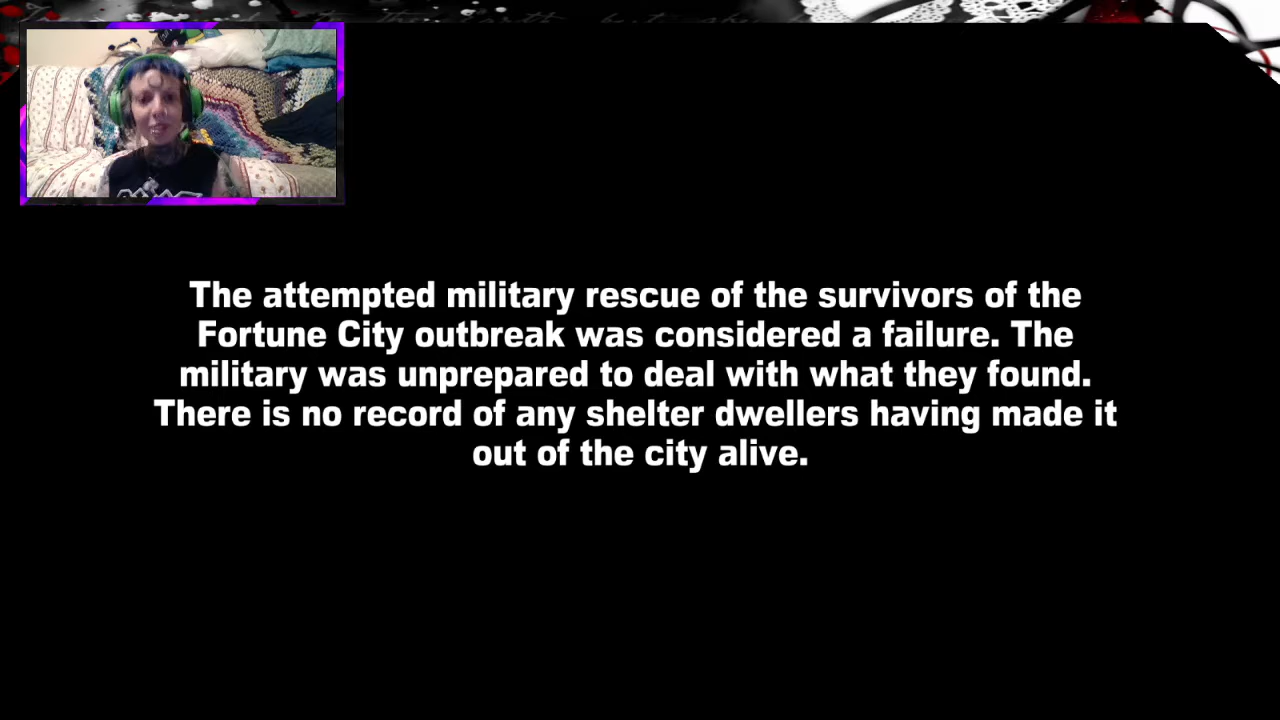 The attempted military rescue of the survivors of the
Fortune City outbreak was considered a failure. The
military was unprepared to deal with what they found.
There is no record of any shelter dwellers having made it
out of the city alive.